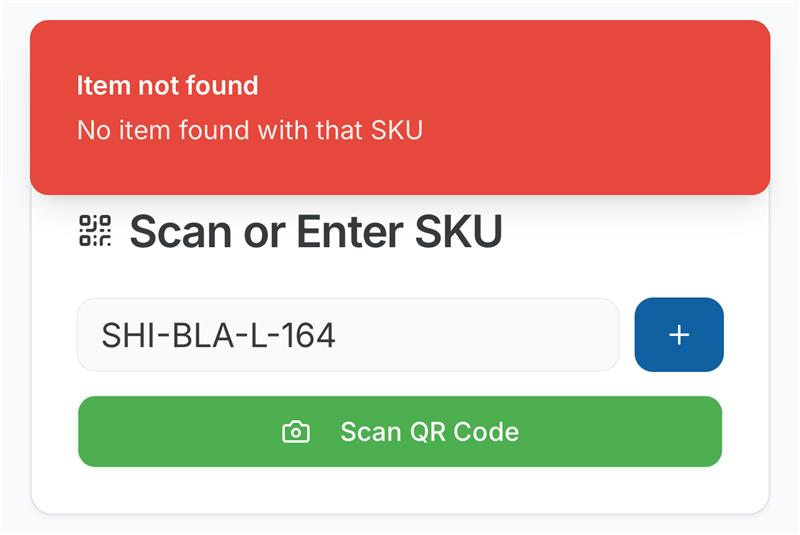 Item not found
No item found with that SKU
Scan or Enter SKU
SHI-BLA-L-164
+
Scan QR Code